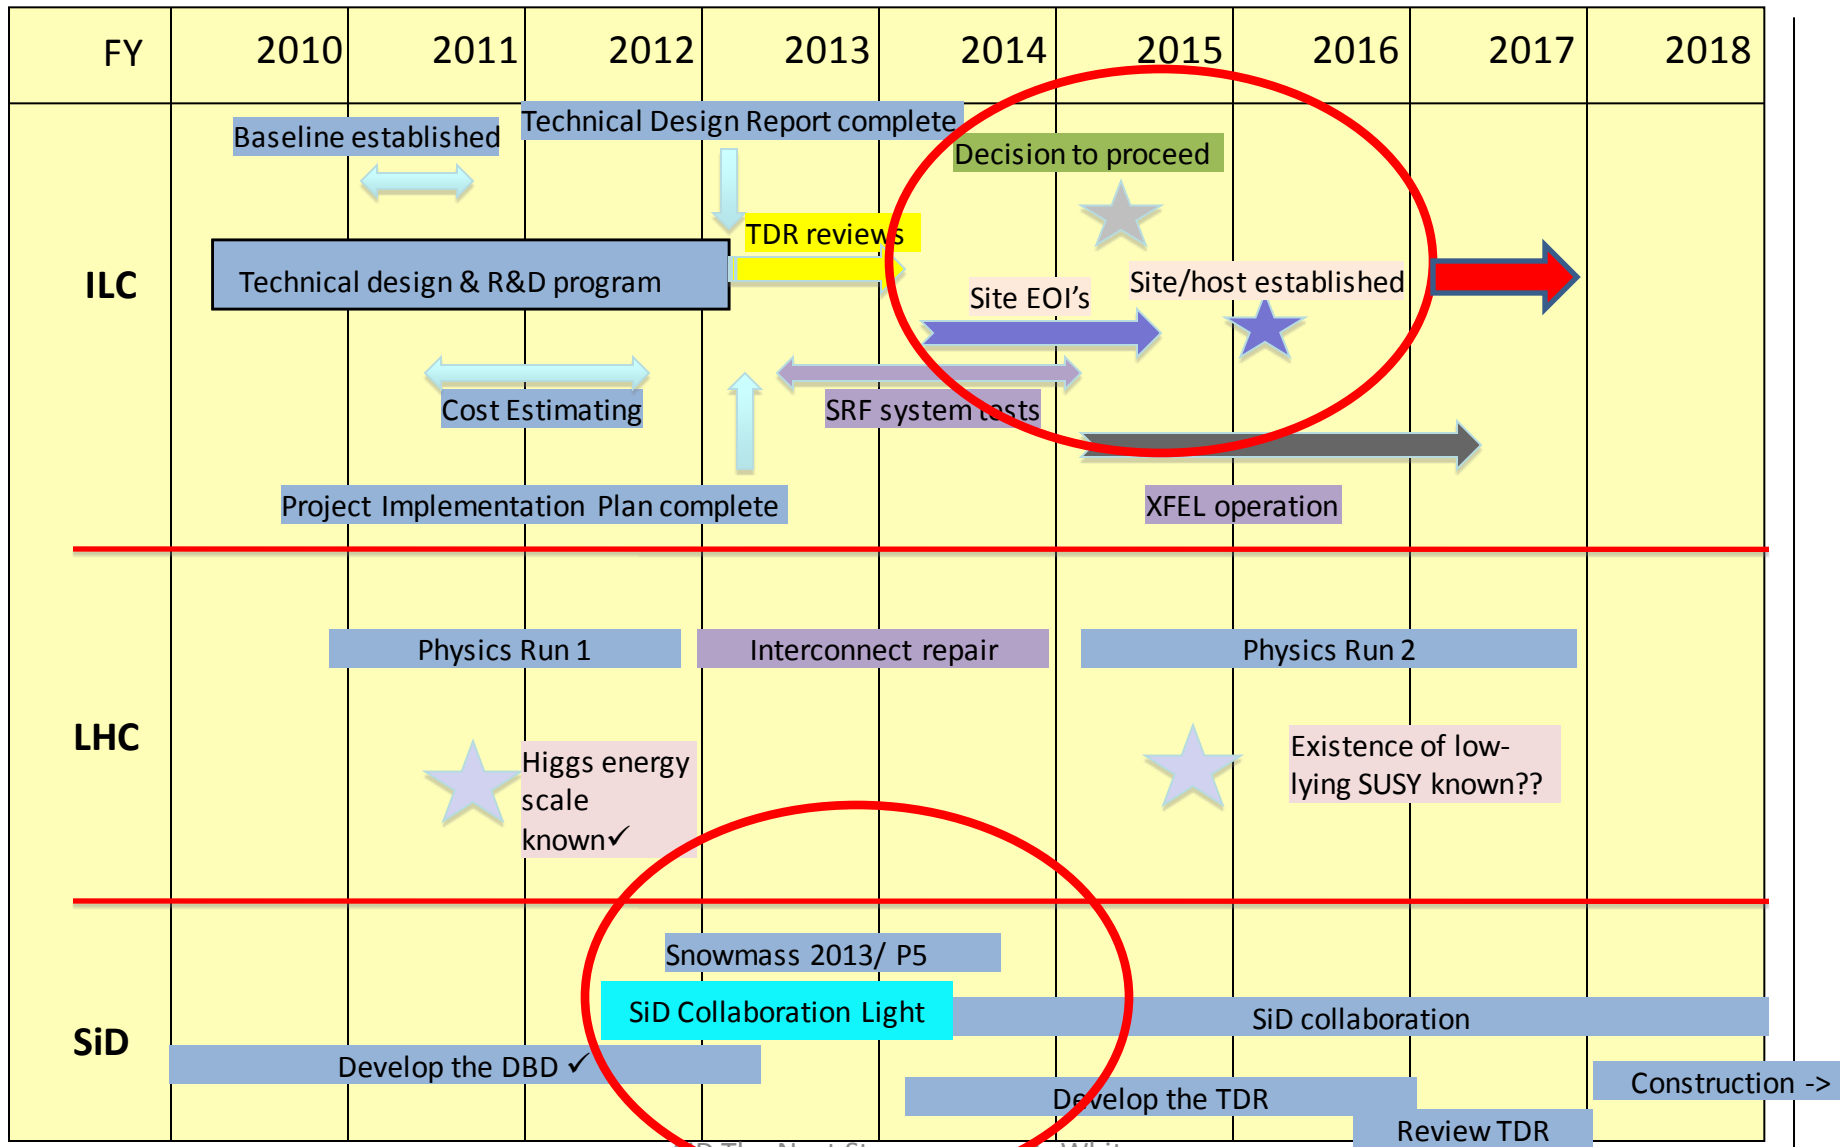 FY 2010 2011 2012 2013 2014 2015 2016 2017 2018
Technical Design Report complete
Baseline established
Decision to proceed
TDR reviews
ILC
Technical design & R&D program
Site/host established
Site EOI's
Cost Estimating
SRF system tests
Project Implementation Plan complete
XFEL operation
Physics Run 1
Interconnect repair
Physics Run 2
LHC
Higgs energy
scale
known✓
Existence of low-
lying SUSY known??
Snowmass 2013/ P5
SiD Collaboration Light
SiD collaboration
SiD
Develop the DBD ✓
Construction ->
Develop the TDR
Review TDR
The Next